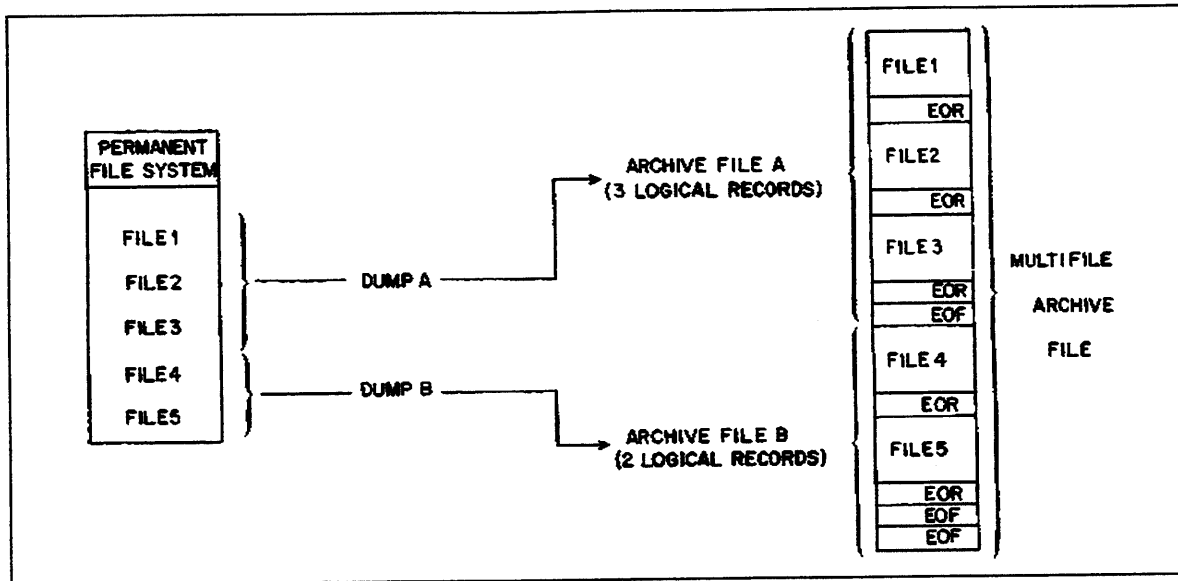 PERMANENT
FILE SYSTEM
FILE1
FILE2
FILE3
FILE4
FILE5
DUMP A
DUMP B
ARCHIVE FILE A
(3 LOGICAL RECORDS)
ARCHIVE FILE B
(2 LOGICAL RECORDS)
FILE1
EOR
FILE2
EOR
FILE3
EOR
EOF
FILE4
EOR
FILE5
EOR
EOF
EOF
MULTIFILE
ARCHIVE
FILE